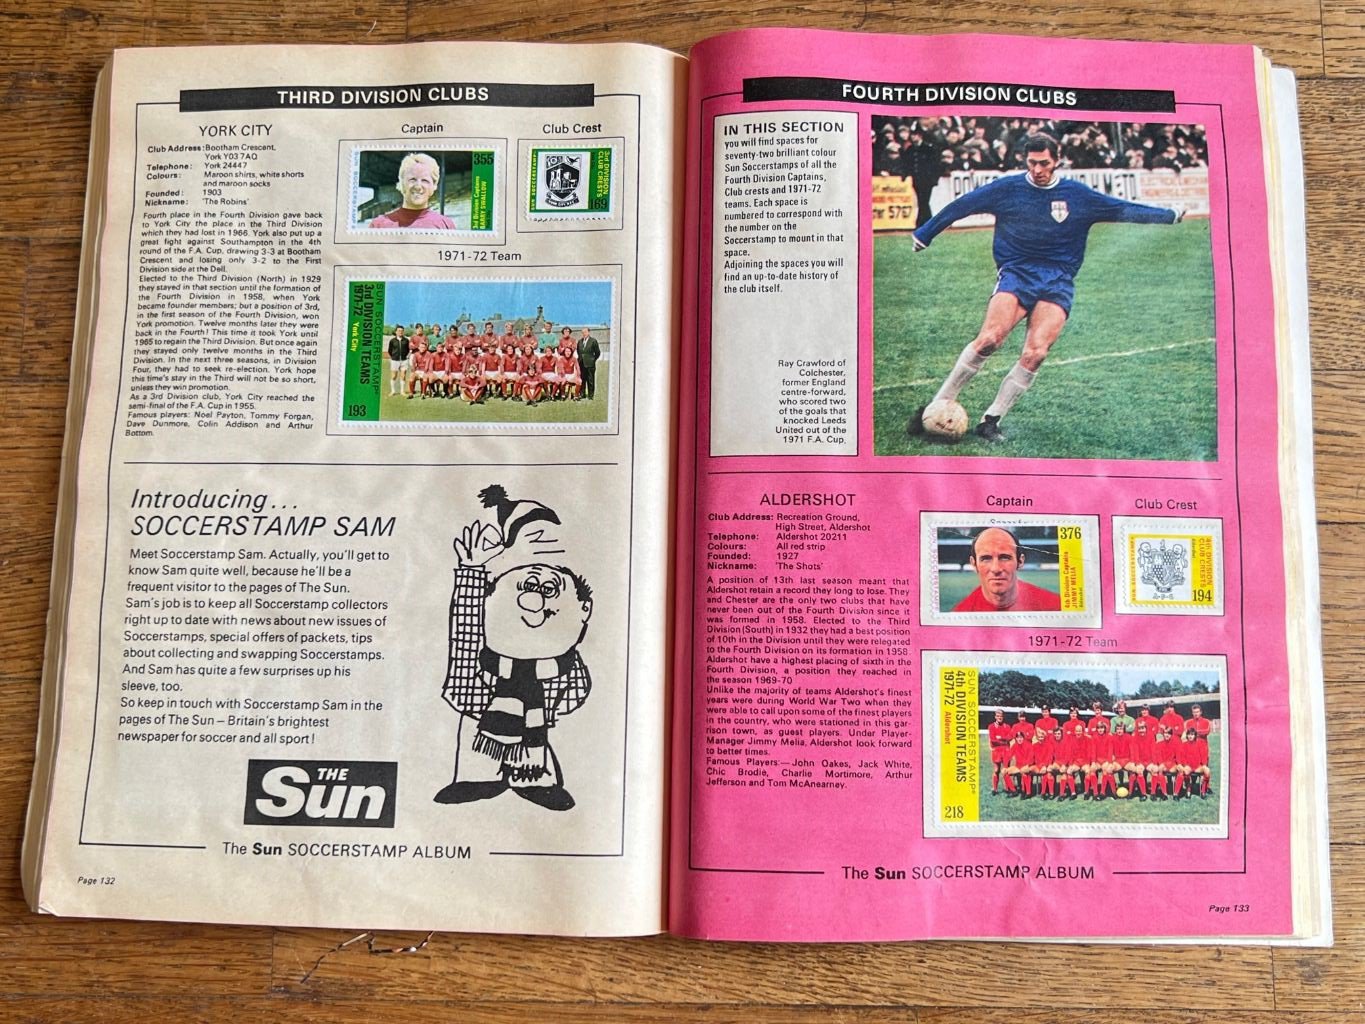 THIRD DIVISION CLUBS
YORK CITY
Club Address: Bootham Crescent,
York Y03 7AQ
Telephone: York 24447
Colours: Maroon shirts, white shorts
and maroon socks
Founded: 1903
Nickname: 'The Robins'
Fourth place in the Fourth Division gave back
to York City the place in the Third Division
which they had lost in 1966. York also put up a
great fight against Southampton in the 4th
round of the F.A. Cup, drawing 3-3 at Bootham
Crescent and losing only 3-2 to the First
Division side at the Dell.
Elected to the Third Division (North) in 1929
they stayed in that section until the formation of
the Fourth Division in 1958, when York
became founder members; but a position of 3rd,
in the first season of the Fourth Division, won
York promotion. Twelve months later they were
back in the Fourth! This time it took York until
1965 to regain the Third Division. But once again
they stayed only twelve months in the Third
Division. In the next three seasons, in Division
Four, they had to seek re-election. York hope
this time's stay in the Third will not be so short,
unless they win promotion.
As a 3rd Division club, York City reached the
semi-final of the F.A. Cup in 1955.
Famous players: Noel Payton, Tommy Forgan,
Dave Dunmore, Colin Addison and Arthur
Bottom.
Captain
355
3rd Division Captains
BARRY SWALLOW
Club Crest
3rd DIVISION
CLUB CRESTS
169
1971-72 Team
SUN SOCCERSTAMP
3rd DIVISION TEAMS
1971-72 York City
193
Introducing...
SOCCERSTAMP SAM
Meet Soccerstamp Sam. Actually, you'll get to
know Sam quite well, because he'll be a
frequent visitor to the pages of The Sun.
Sam's job is to keep all Soccerstamp collectors
right up to date with news about new issues of
Soccerstamps, special offers of packets, tips
about collecting and swapping Soccerstamps.
And Sam has quite a few surprises up his
sleeve, too.
So keep in touch with Soccerstamp Sam in the
pages of The Sun – Britain's brightest
newspaper for soccer and all sport!
THE
Sun
The Sun SOCCERSTAMP ALBUM
Page 132
FOURTH DIVISION CLUBS
IN THIS SECTION
you will find spaces for
seventy-two brilliant colour
Sun Soccerstamps of all the
Fourth Division Captains,
Club crests and 1971-72
teams. Each space is
numbered to correspond with
the number on the
Soccerstamp to mount in that
space.
Adjoining the spaces you will
find an up-to-date history of
the club itself.
Ray Crawford of
Colchester,
former England
centre-forward,
who scored two
of the goals that
knocked Leeds
United out of the
1971 F.A. Cup.
5767
ALDERSHOT
Club Address: Recreation Ground,
High Street, Aldershot
Telephone: Aldershot 20211
Colours: All red strip
Founded: 1927
Nickname: 'The Shots'
A position of 13th last season meant that
Aldershot retain a record they long to lose. They
and Chester are the only two clubs that have
never been out of the Fourth Division since it
was formed in 1958. Elected to the Third
Division (South) in 1932 they had a best position
of 10th in the Division until they were relegated
to the Fourth Division on its formation in 1958.
Aldershot have a highest placing of sixth in the
Fourth Division, a position they reached in
the season 1969-70
Unlike the majority of teams Aldershot's finest
years were during World War Two when they
were able to call upon some of the finest players
in the country, who were stationed in this gar-
rison town, as guest players. Under Player-
Manager Jimmy Melia, Aldershot look forward
to better times.
Famous Players:— John Oakes, Jack White,
Chic Brodie, Charlie Mortimore, Arthur
Jefferson and Tom McAnearney.
Captain
376
4th Division Captains
JIMMY MELIA
Aldershot
Club Crest
4th DIVISION
CLUB CRESTS
Aldershot
194
1971-72 Team
SUN SOCCERSTAMP
4th DIVISION TEAMS
1971-72 Aldershot
218
The Sun SOCCERSTAMP ALBUM
Page 133